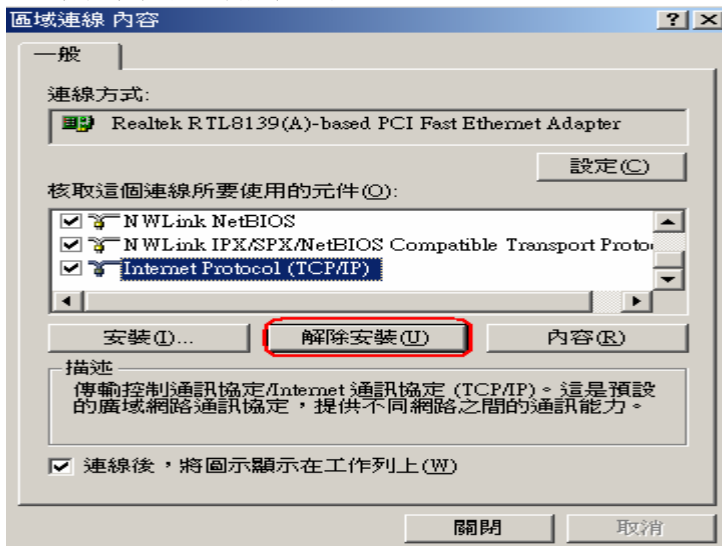 區域連線 內容
一般
連線方式:
Realtek RTL8139(A)-based PCI Fast Ethernet Adapter
設定(C)
核取這個連線所要使用的元件(O):
NWLink NetBIOS
NWLink IPX/SPX/NetBIOS Compatible Transport Proto
Internet Protocol (TCP/IP)
安裝(I)... 解除安裝(U) 內容(R)
描述
傳輸控制通訊協定/Internet 通訊協定 (TCP/IP)。這是預設
的廣域網路通訊協定，提供不同網路之間的通訊能力。
連線後，將圖示顯示在工作列上(W)
關閉 取消